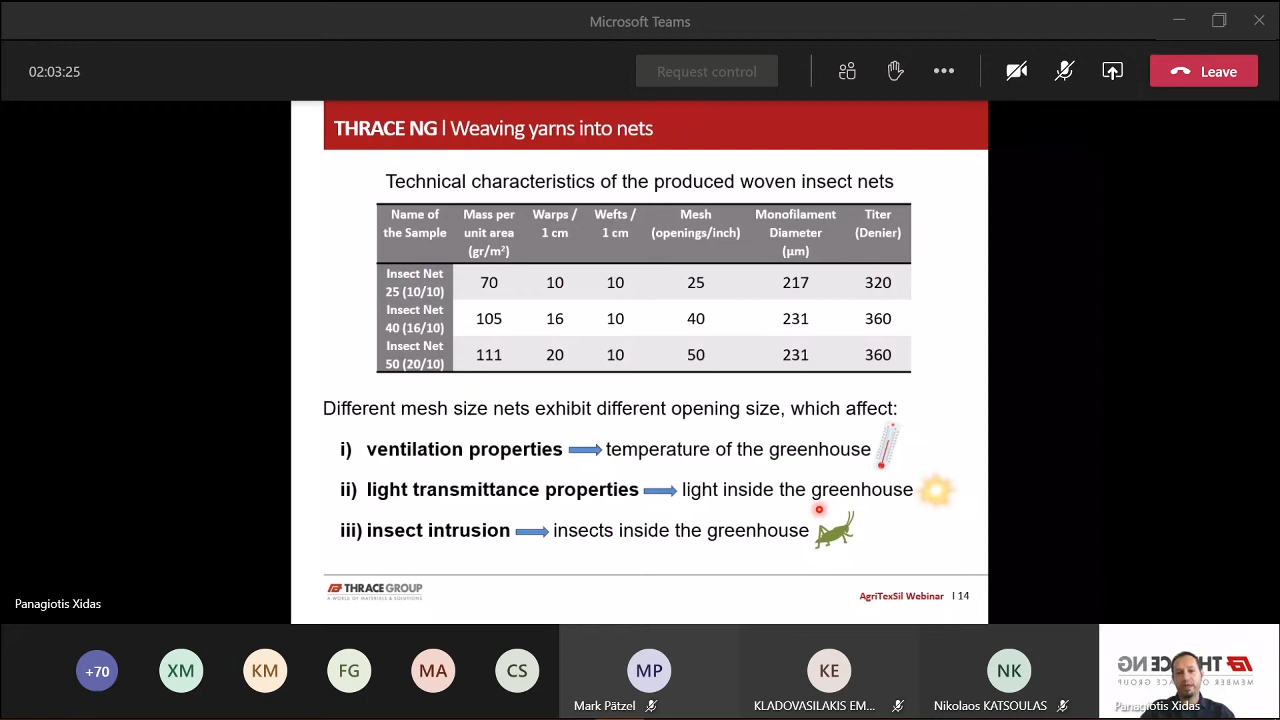 Microsoft Teams
02:03:25
Request control
Leave
THRACE NG | Weaving yarns into nets
Technical characteristics of the produced woven insect nets
Name of the Sample Mass per unit area (gr/m²) Warps / 1 cm Wefts / 1 cm Mesh (openings/inch) Monofilament Diameter (μm) Titer (Denier)
Insect Net 25 (10/10) 70 10 10 25 217 320
Insect Net 40 (16/10) 105 16 10 40 231 360
Insect Net 50 (20/10) 111 20 10 50 231 360
Different mesh size nets exhibit different opening size, which affect:
i) ventilation properties temperature of the greenhouse
ii) light transmittance properties light inside the greenhouse
iii) insect intrusion insects inside the greenhouse
THRACE GROUP
A WORLD OF MATERIALS & SOLUTIONS
AgriTexSil Webinar | 14
Panagiotis Xidas
+70 XM KM FG MA CS MP KE NK
THRACE NG
MEMBER OF THRACE GROUP
Mark Pätzel KLADOVASILAKIS EM... Nikolaos KATSOULAS Panagiotis Xidas